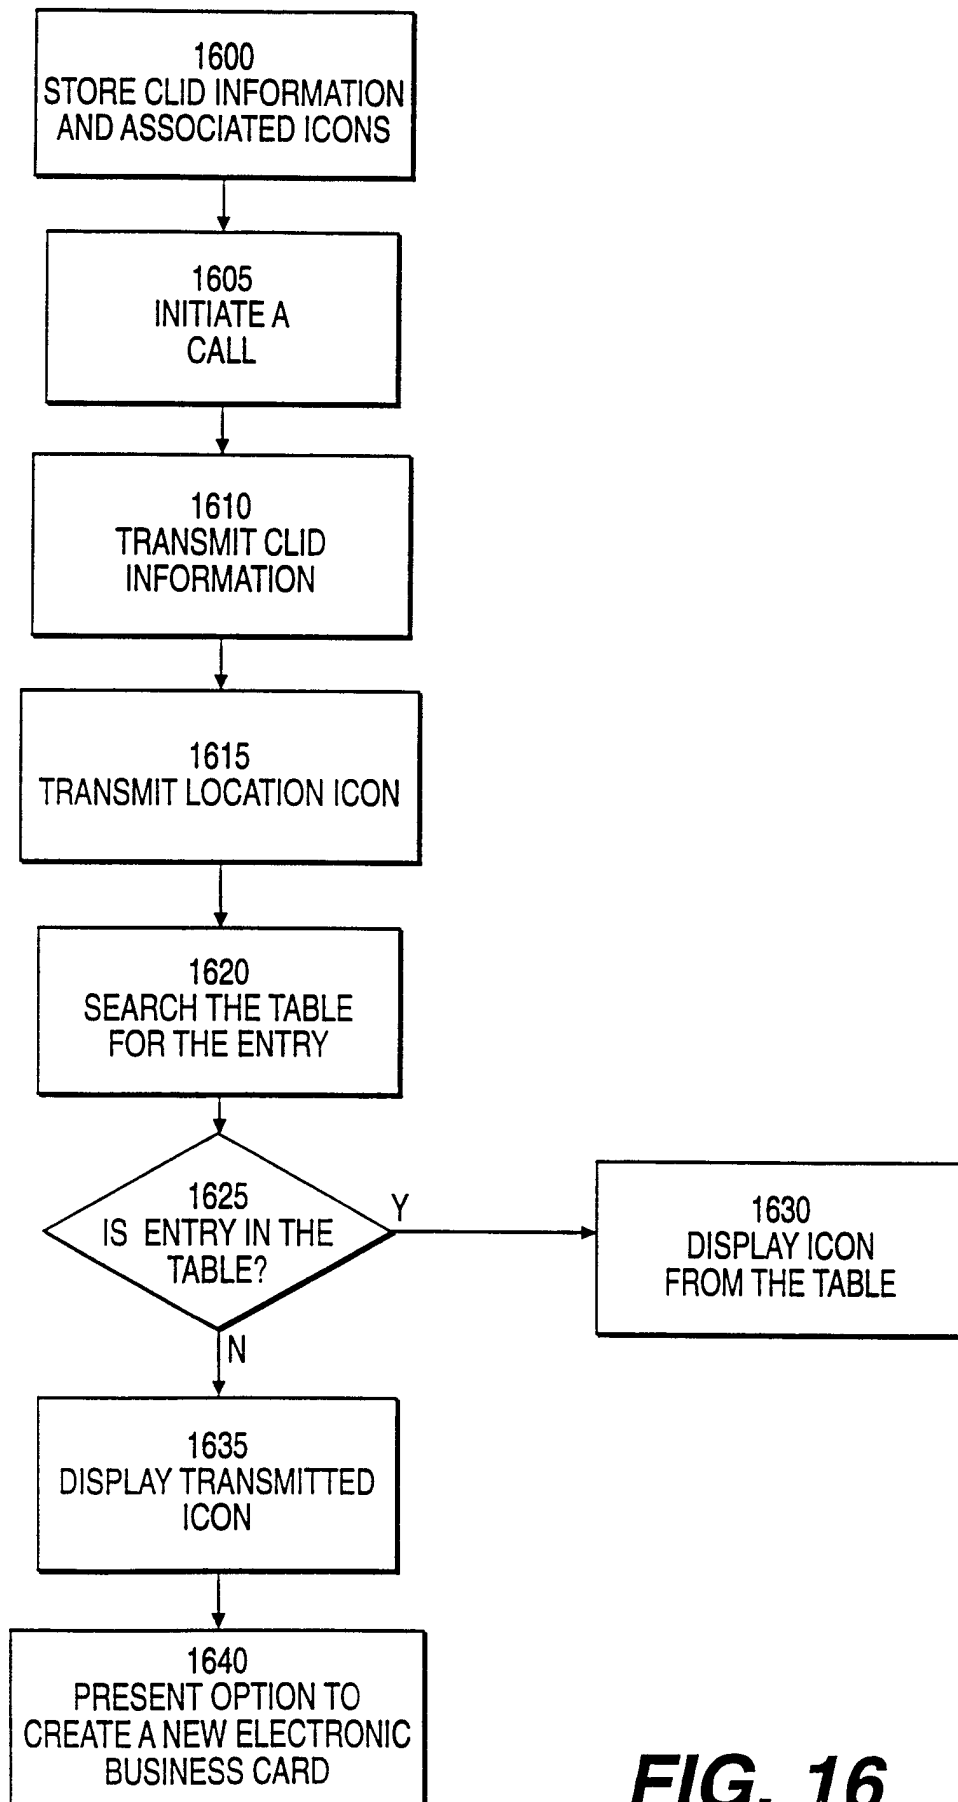 1600
STORE CLID INFORMATION
AND ASSOCIATED ICONS
1605
INITIATE A
CALL
1610
TRANSMIT CLID
INFORMATION
1615
TRANSMIT LOCATION ICON
1620
SEARCH THE TABLE
FOR THE ENTRY
1625
IS ENTRY IN THE
TABLE?
Y
1630
DISPLAY ICON
FROM THE TABLE
N
1635
DISPLAY TRANSMITTED
ICON
1640
PRESENT OPTION TO
CREATE A NEW ELECTRONIC
BUSINESS CARD
FIG. 16